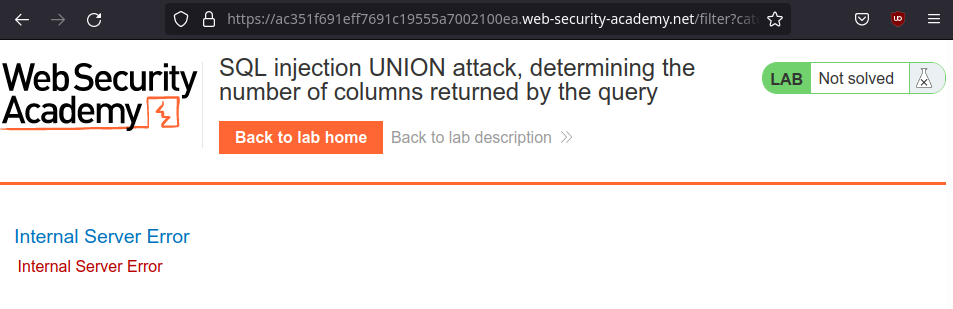 https://ac351f691eff7691c19555a7002100ea.web-security-academy.net/filter?cat
Web Security
Academy
SQL injection UNION attack, determining the
number of columns returned by the query
LAB Not solved
Back to lab home Back to lab description
Internal Server Error
Internal Server Error